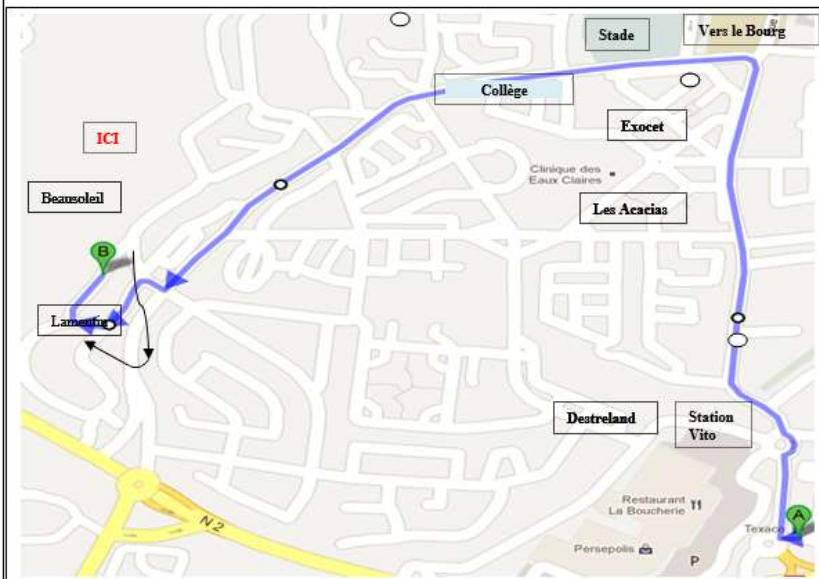 Stade
Vers le Bourg
Collège
ICI
Exocet
Clinique des
Eaux Claires
Beausoleil
Les Acacias
B
Lamentin
Destreland
Station
Vito
Restaurant
La Boucherie
A
Texaco
N2
Persepolis
P